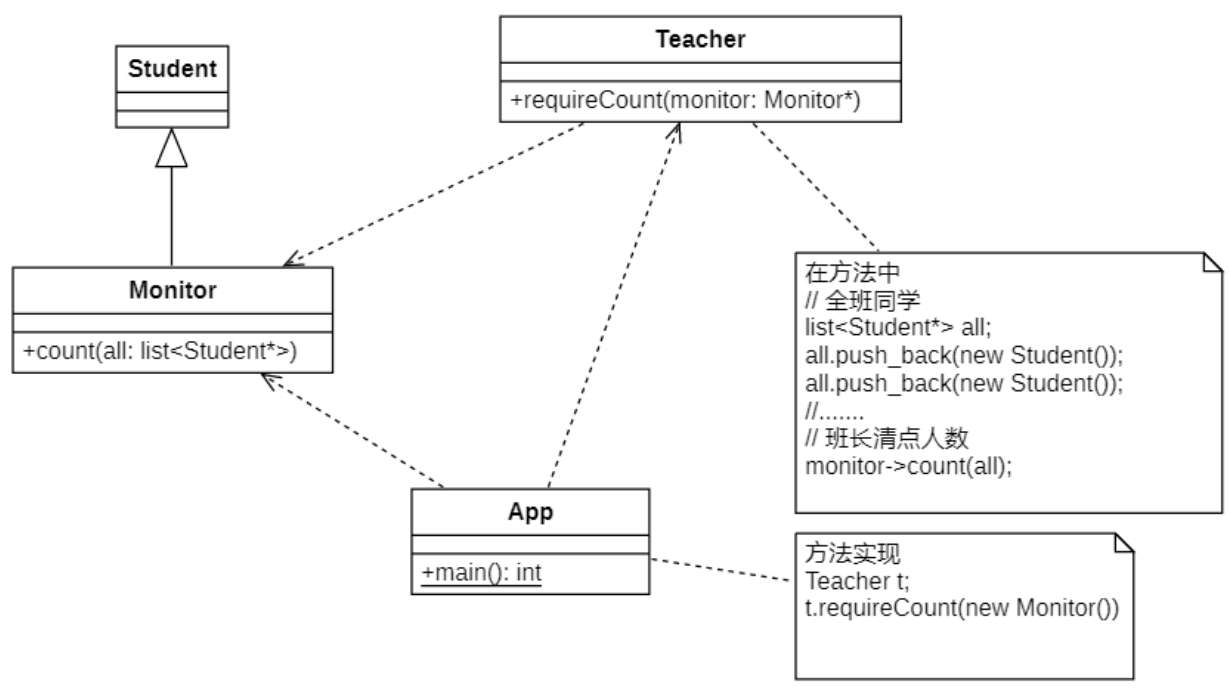 Student
Teacher
+requireCount(monitor: Monitor*)
Monitor
+count(all: list<Student*>)
在方法中
// 全班同学
list<Student*> all;
all.push_back(new Student());
all.push_back(new Student());
//.......
// 班长清点人数
monitor->count(all);
App
+main(): int
方法实现
Teacher t;
t.requireCount(new Monitor())